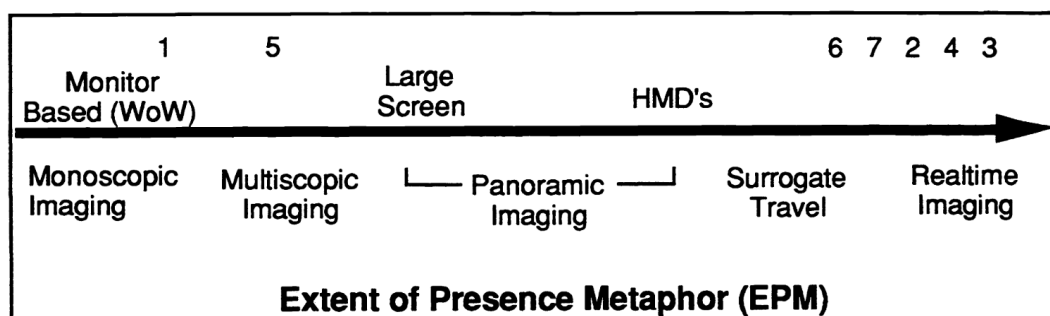 1 5 6 7 2 4 3
Monitor
Based (WoW)
Large
Screen
HMD's
Monoscopic
Imaging
Multiscopic
Imaging
Panoramic
Imaging
Surrogate
Travel
Realtime
Imaging
Extent of Presence Metaphor (EPM)